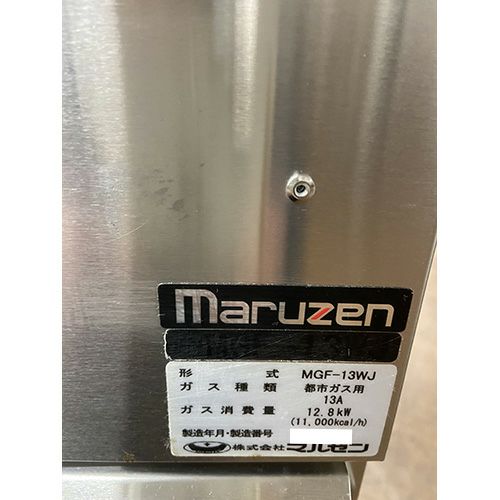 maruzen
形 式 MGF-13WJ
ガス種類 都市ガス用
13A
ガス消費量 12.8kW
(11,000kcal/h)
製造年月・製造番号
株式会社マルゼン